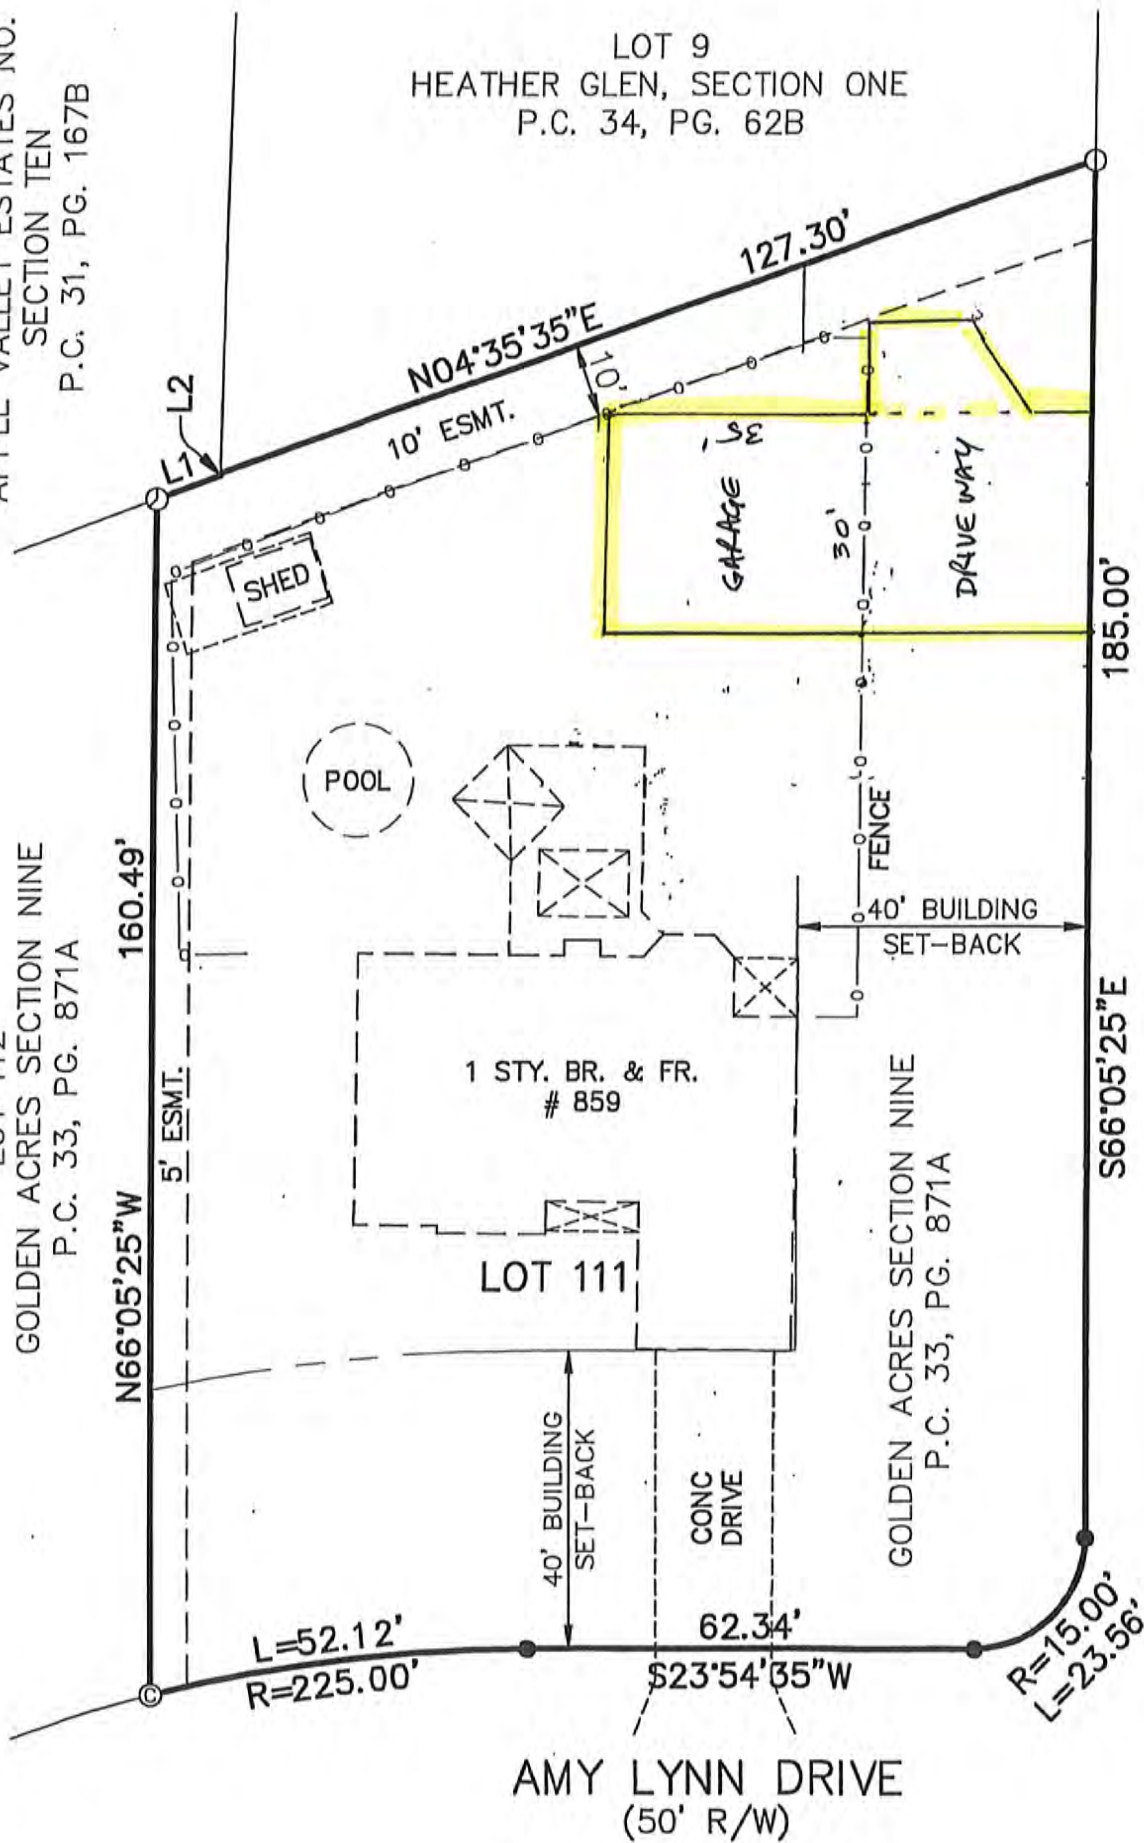 SECTION TEN
P.C. 31, PG. 167B
LOT 9
HEATHER GLEN, SECTION ONE
P.C. 34, PG. 62B
L2
L1
N04°35'35"E
127.30'
10'
10' ESMT.
SHED
35'
GARAGE
30'
DRIVEWAY
185.00'
POOL
FENCE
40' BUILDING
SET-BACK
GOLDEN ACRES SECTION NINE
P.C. 33, PG. 871A
160.49'
N66°05'25"W
5' ESMT.
1 STY. BR. & FR.
# 859
LOT 111
S66°05'25"E
GOLDEN ACRES SECTION NINE
P.C. 33, PG. 871A
40' BUILDING
SET-BACK
CONC
DRIVE
L=52.12'
R=225.00'
62.34'
S23°54'35"W
R=15.00'
L=23.56'
AMY LYNN DRIVE
(50' R/W)